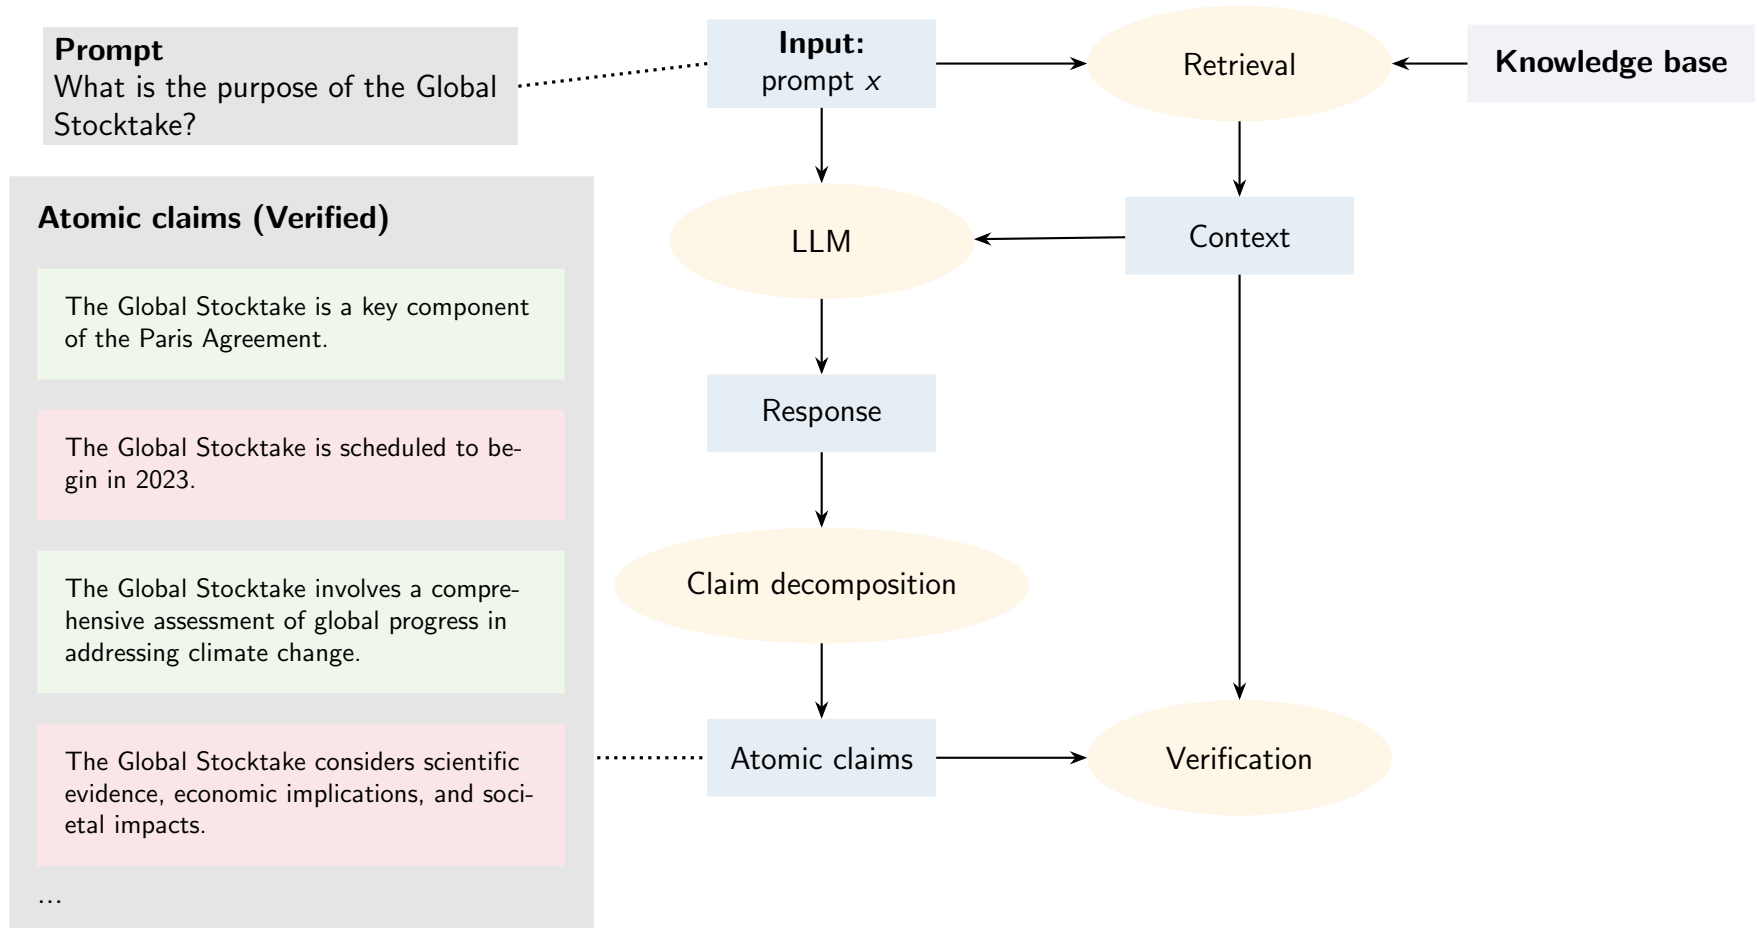 Prompt
What is the purpose of the Global
Stocktake?
Input:
prompt x
Retrieval
Knowledge base
Atomic claims (Verified)
The Global Stocktake is a key component
of the Paris Agreement.
The Global Stocktake is scheduled to be-
gin in 2023.
The Global Stocktake involves a compre-
hensive assessment of global progress in
addressing climate change.
The Global Stocktake considers scientific
evidence, economic implications, and soci-
etal impacts.
...
LLM
Context
Response
Claim decomposition
Atomic claims
Verification